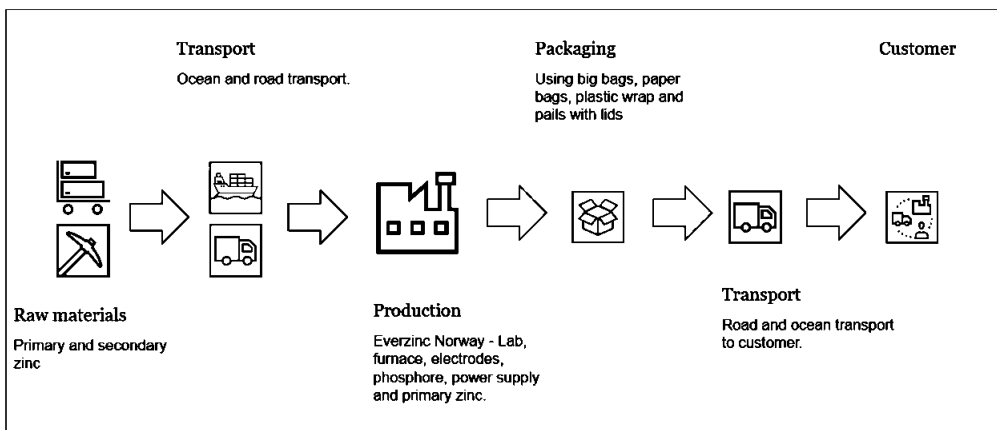 Transport
Ocean and road transport.
Packaging
Using big bags, paper
bags, plastic wrap and
pails with lids
Customer
Raw materials
Primary and secondary
zinc
Production
Everzinc Norway - Lab,
furnace, electrodes,
phosphore, power supply
and primary zinc.
Transport
Road and ocean transport
to customer.